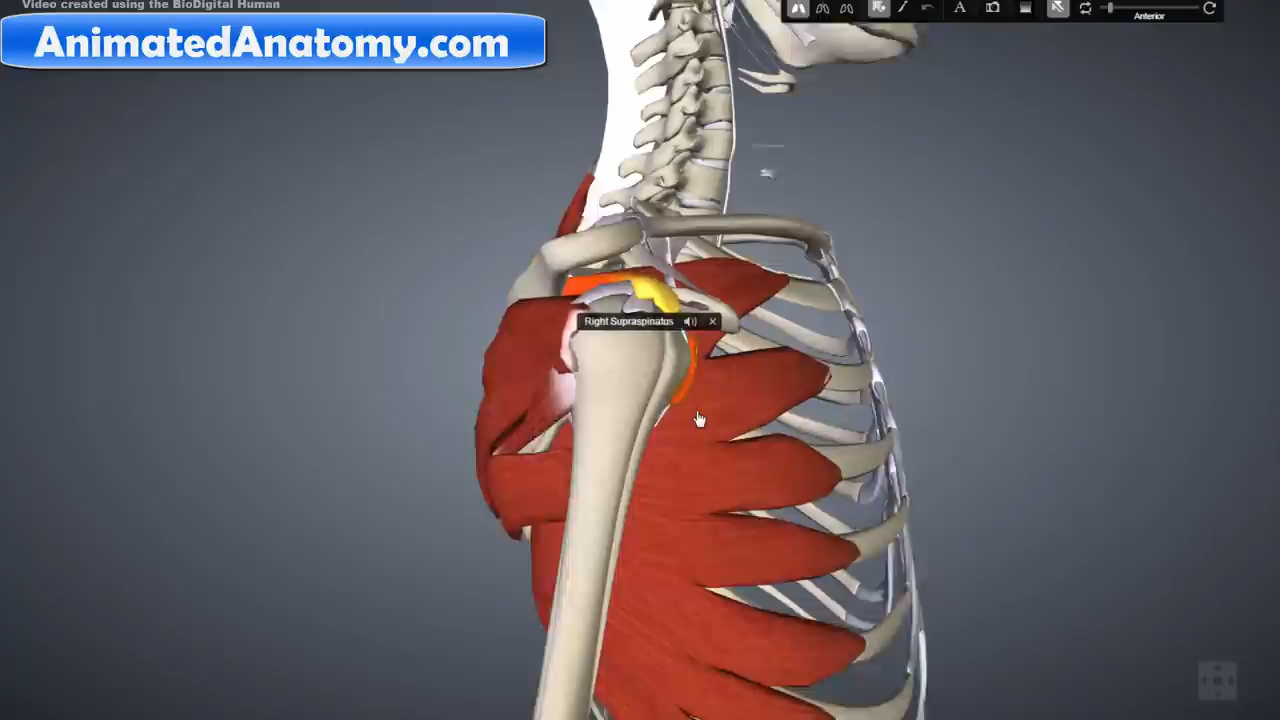 Video created using the BioDigital Human
AnimatedAnatomy.com
A
Anterior
Right Supraspinatus